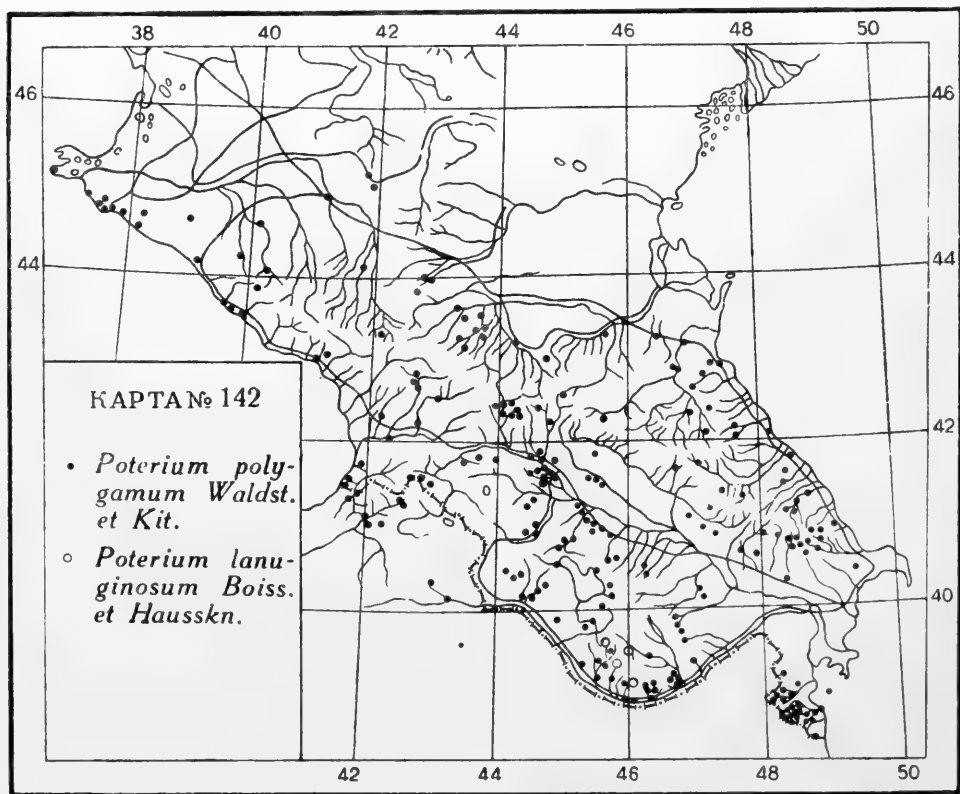 38 40 42 44 46 48 50
46 46
44 44
КАРТА № 142
42
• Poterium poly-
gamum Waldst.
et Kit.
○ Poterium lanu-
ginosum Boiss.
et Hausskn.
40
42 44 46 48 50